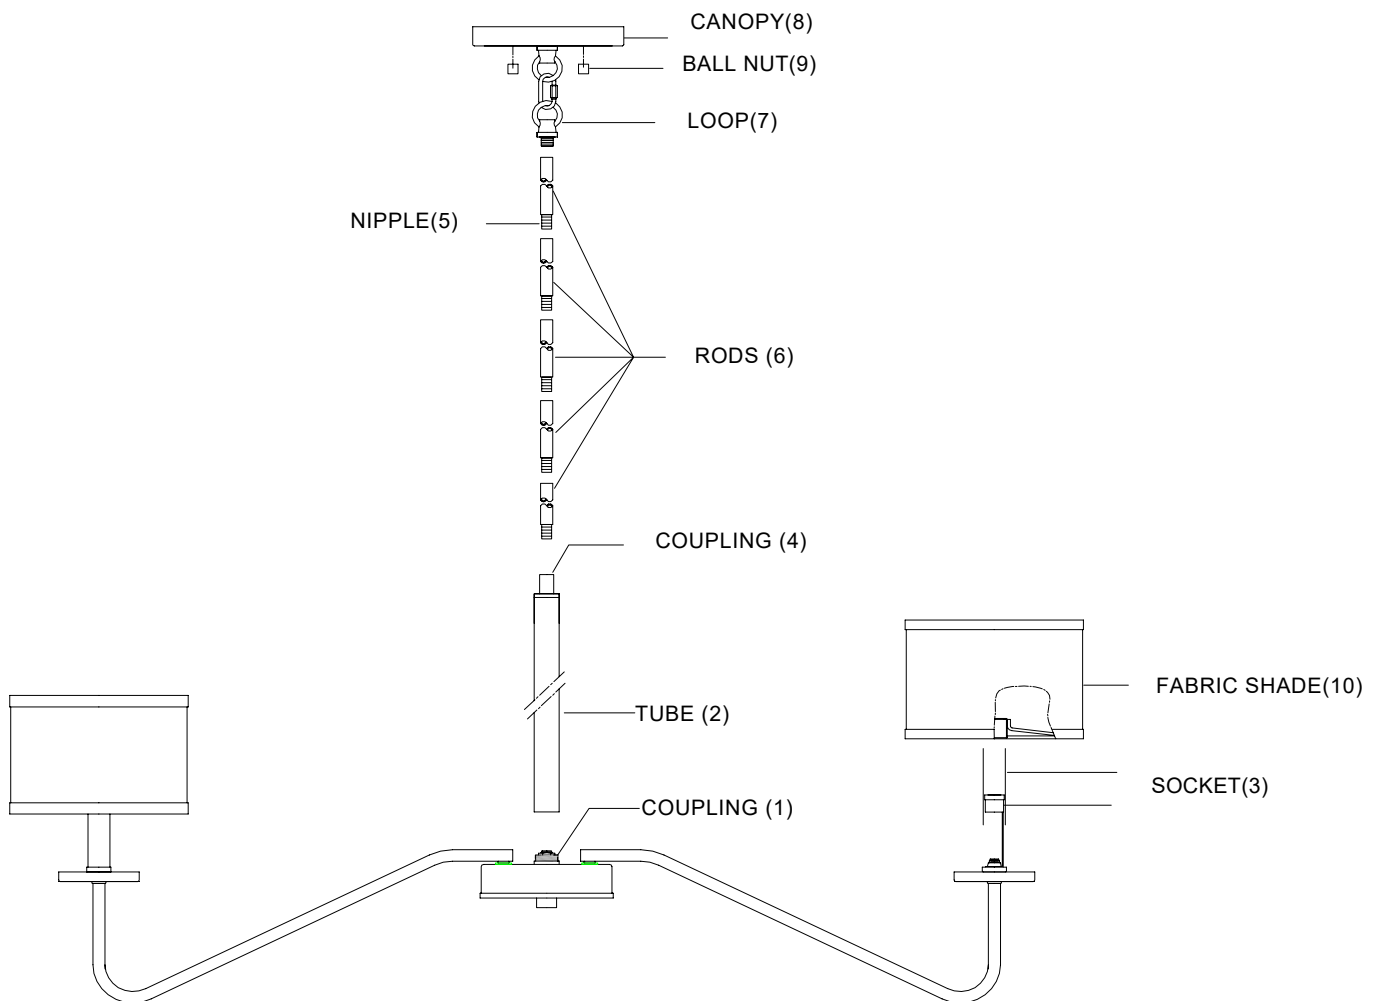 CANOPY(8)
BALL NUT(9)
LOOP(7)
NIPPLE(5)
RODS (6)
COUPLING (4)
FABRIC SHADE(10)
TUBE (2)
SOCKET(3)
COUPLING (1)